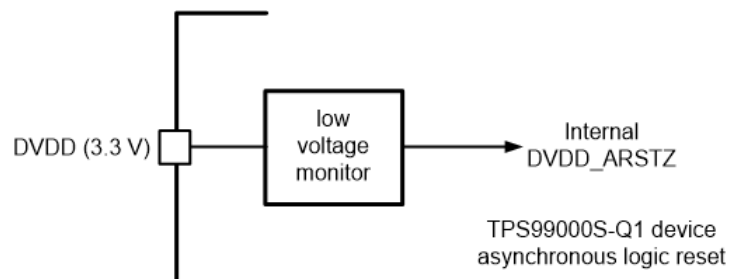 DVDD (3.3 V)
low
voltage
monitor
Internal
DVDD_ARSTZ
TPS99000S-Q1 device
asynchronous logic reset